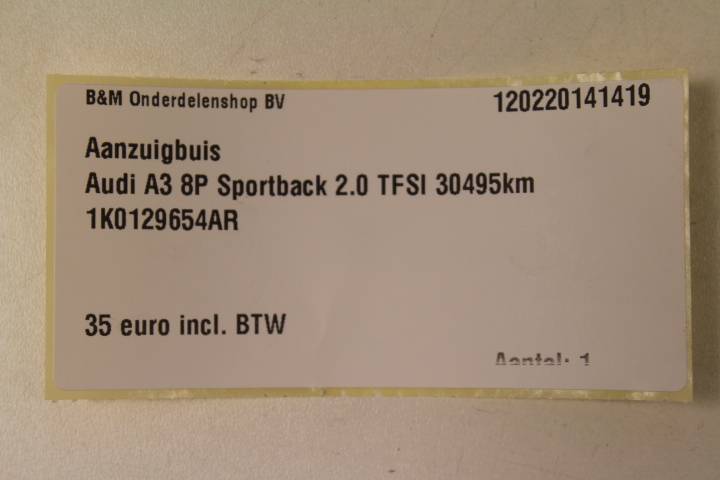 B&M Onderdelenshop BV 120220141419
Aanzuigbuis
Audi A3 8P Sportback 2.0 TFSI 30495km
1K0129654AR
35 euro incl. BTW
Aantal: 1